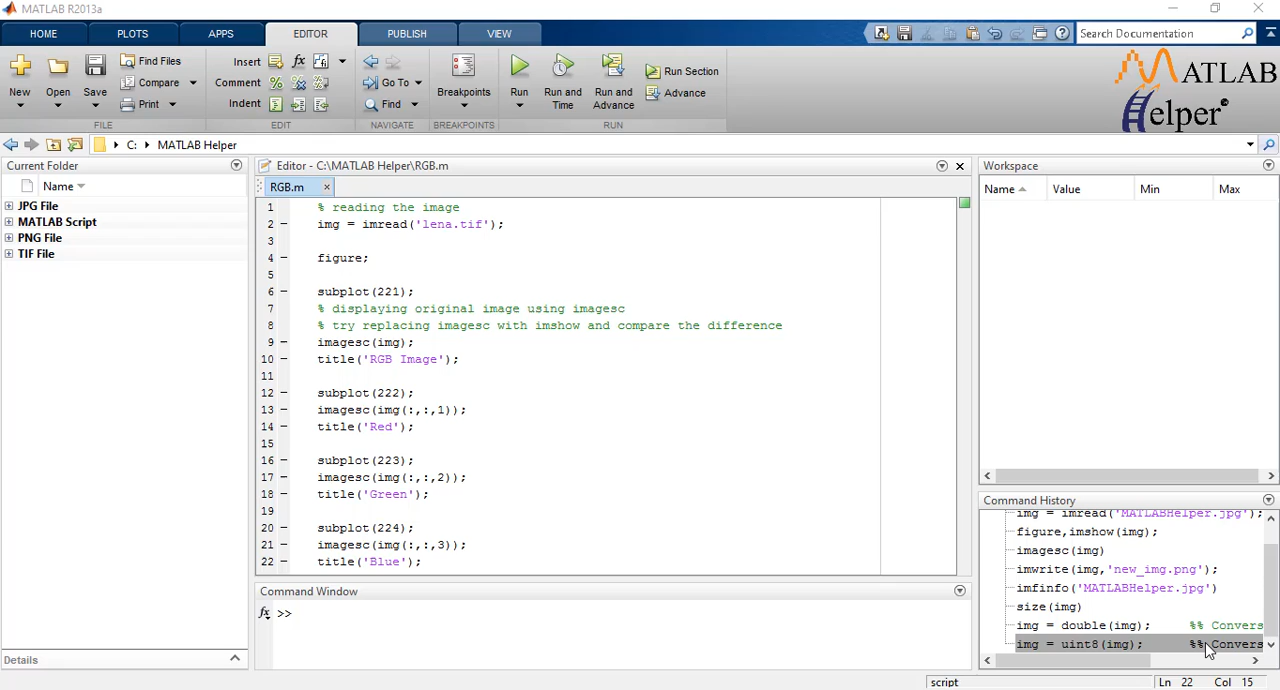 MATLAB R2013a
HOME PLOTS APPS EDITOR PUBLISH VIEW Search Documentation
New Open Save Find Files Compare Print
FILE
Insert fx
Comment
Indent
EDIT
Go To
Find
NAVIGATE
Breakpoints
BREAKPOINTS
Run Run and Time Run and Advance Run Section Advance
RUN
MATLAB
Helper
C: MATLAB Helper
Current Folder
Name
JPG File
MATLAB Script
PNG File
TIF File
Details
Editor - C:\MATLAB Helper\RGB.m
RGB.m
1 % reading the image
2 img = imread('lena.tif');
3
4 figure;
5
6 subplot(221);
7 % displaying original image using imagesc
8 % try replacing imagesc with imshow and compare the difference
9 imagesc(img);
10 title('RGB Image');
11
12 subplot(222);
13 imagesc(img(:,:,1));
14 title('Red');
15
16 subplot(223);
17 imagesc(img(:,:,2));
18 title('Green');
19
20 subplot(224);
21 imagesc(img(:,:,3));
22 title('Blue');
Command Window
fx >>
Workspace
Name Value Min Max
Command History
img = imread('MATLABHelper.jpg');
figure,imshow(img);
imagesc(img)
imwrite(img,'new_img.png');
imfinfo('MATLABHelper.jpg')
size(img)
img = double(img); %% Convers
img = uint8(img); %% Convers
script Ln 22 Col 15